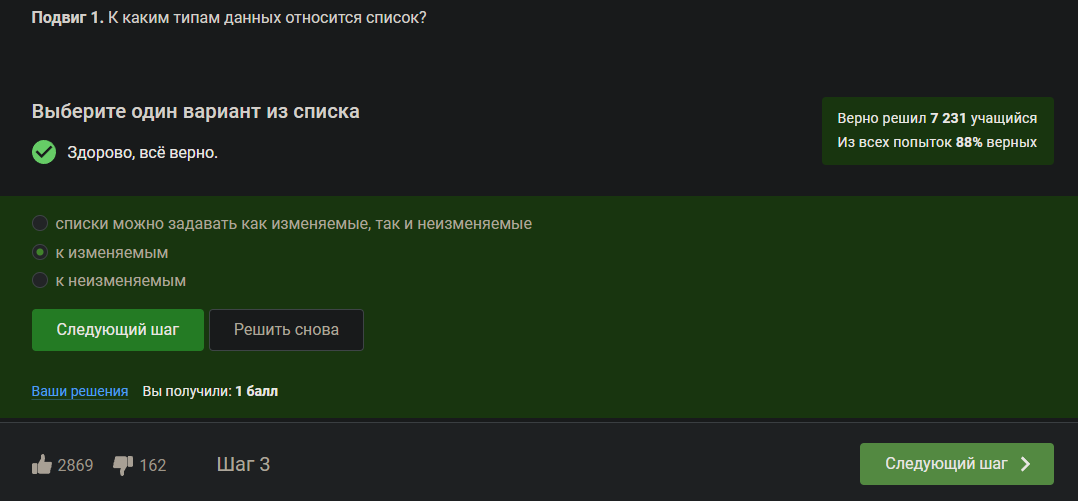 Подвиг 1. К каким типам данных относится список?
Выберите один вариант из списка
Здорово, всё верно.
Верно решил 7 231 учащийся
Из всех попыток 88% верных
списки можно задавать как изменяемые, так и неизменяемые
к изменяемым
к неизменяемым
Следующий шаг
Решить снова
Ваши решения Вы получили: 1 балл
2869 162 Шаг 3
Следующий шаг